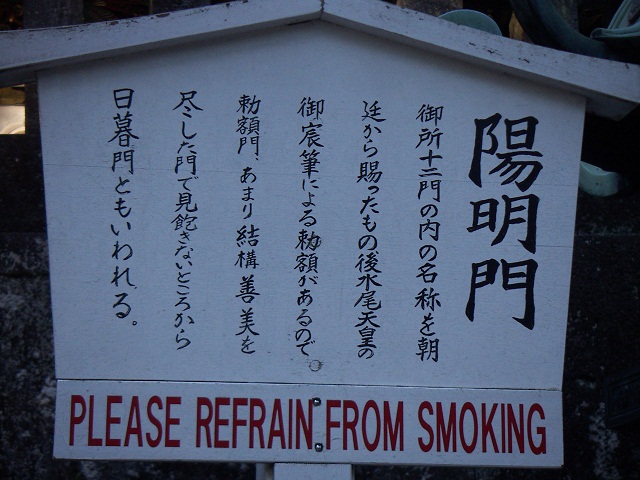 陽明門
御所十二門の内の名称を朝
廷から賜ったもの後水尾天皇の
御宸筆による勅額があるので
勅額門、あまり結構善美を
尽した門で見飽きないところから
日暮門ともいわれる。
PLEASE REFRAIN FROM SMOKING